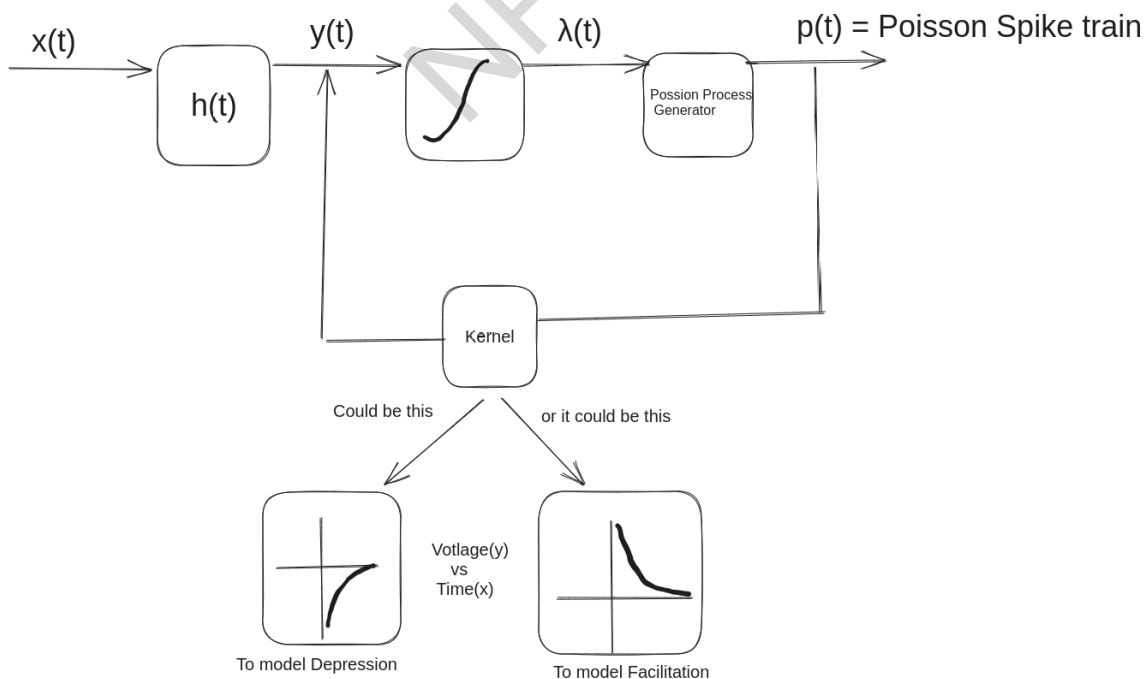 x(t)
y(t)
λ(t)
p(t) = Poisson Spike train
h(t)
Possion Process
Generator
Kernel
Could be this
or it could be this
Votlage(y)
vs
Time(x)
To model Depression
To model Facilitation